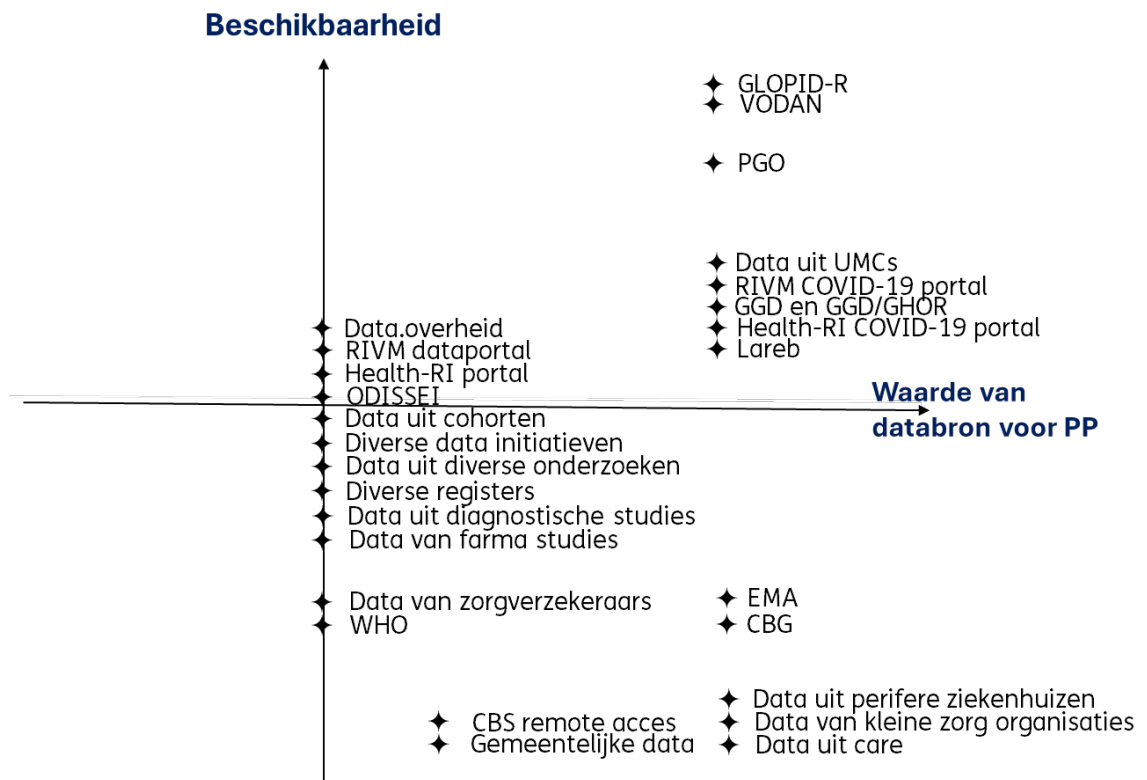 Beschikbaarheid
GLOPID-R
VODAN
PGO
Data uit UMCs
RIVM COVID-19 portal
GGD en GGD/GHOR
Health-RI COVID-19 portal
Lareb
Data.overheid
RIVM dataportal
Health-RI portal
ODISSEI
Waarde van
databron voor PP
Data uit cohorten
Diverse data initiatieven
Data uit diverse onderzoeken
Diverse registers
Data uit diagnostische studies
Data van farma studies
Data van zorgverzekeraars
WHO
EMA
CBG
CBS remote acces
Gemeentelijke data
Data uit perifere ziekenhuizen
Data van kleine zorg organisaties
Data uit care